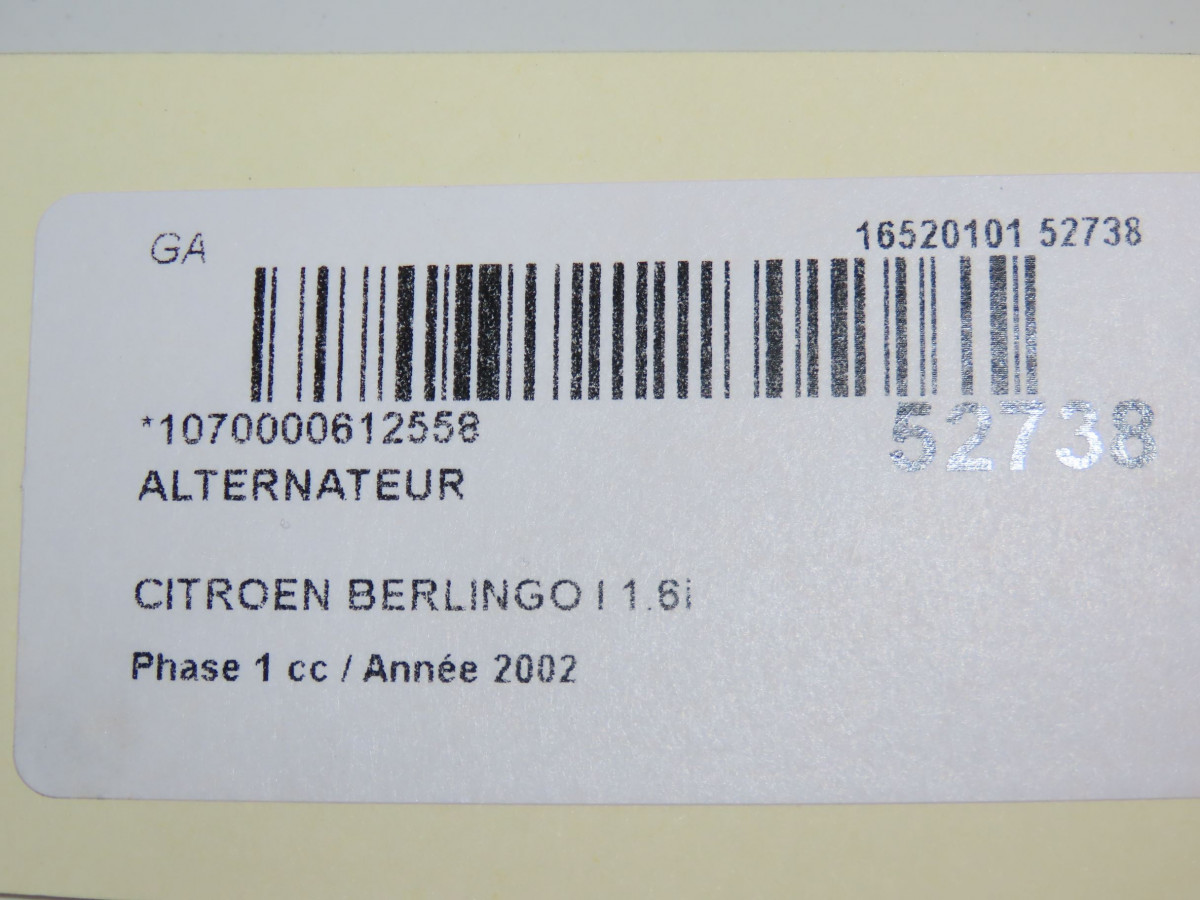 GA
16520101 52738
*1070000612558
52738
ALTERNATEUR
CITROEN BERLINGO I 1.6i
Phase 1 cc / Année 2002